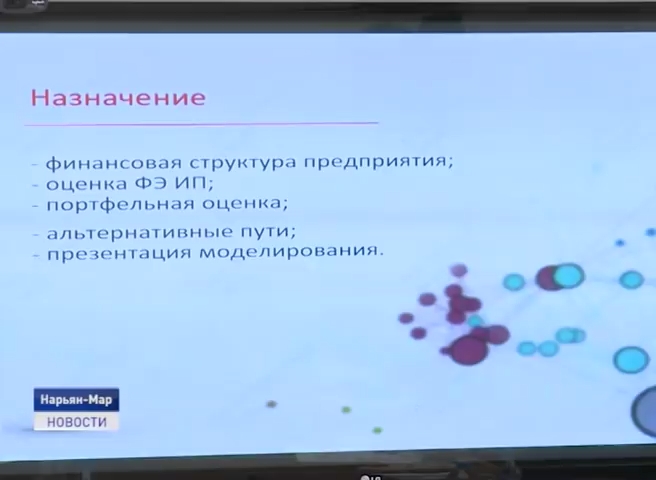 Назначение
- финансовая структура предприятия;
- оценка ФЭ ИП;
- портфельная оценка;
- альтернативные пути;
- презентация моделирования.
Нарьян-Мар
НОВОСТИ